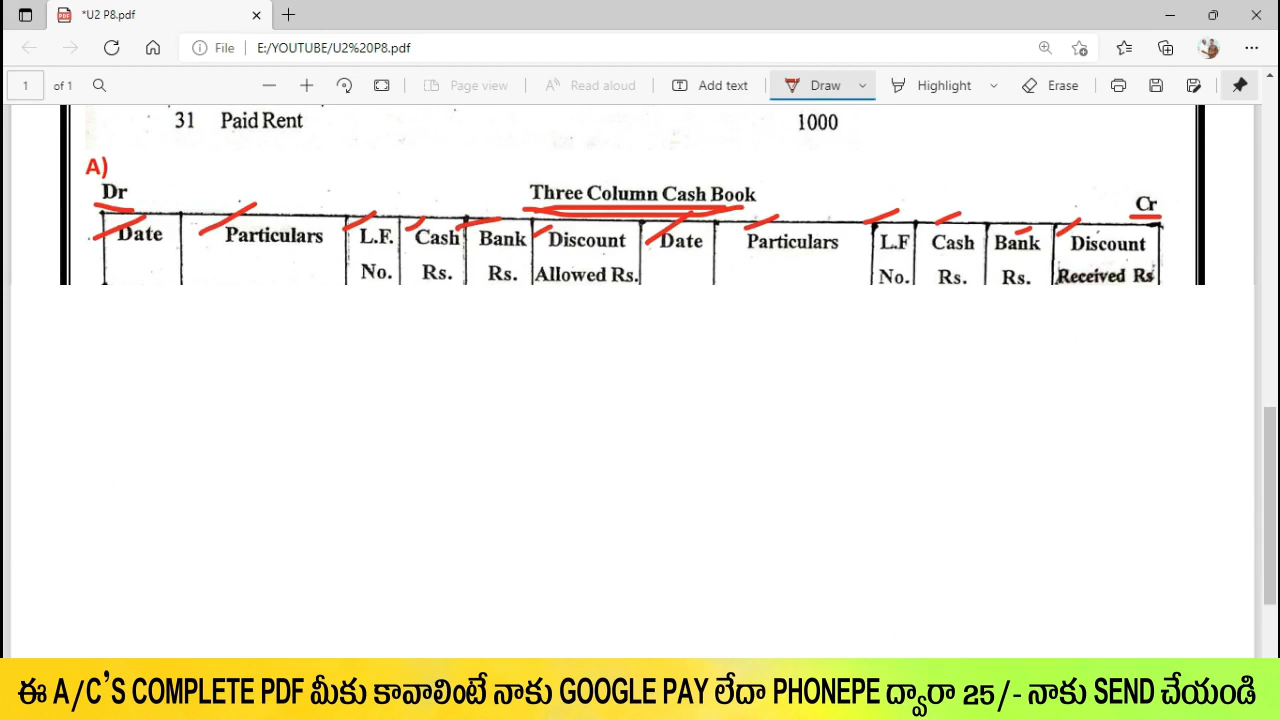 *U2 P8.pdf
File E:/YOUTUBE/U2%20P8.pdf
1 of 1 Page view Read aloud Add text Draw Highlight Erase
31 Paid Rent 1000
A)
Dr Three Column Cash Book Cr
Date Particulars L.F. Cash Bank Discount Date Particulars L.F Cash Bank Discount
No. Rs. Rs. Allowed Rs. No. Rs. Rs. Received Rs
ఈ A/C'S COMPLETE PDF మీకు కావాలింటే నాకు GOOGLE PAY లేదా PHONEPE ద్వారా 25/- నాకు SEND చేయండి